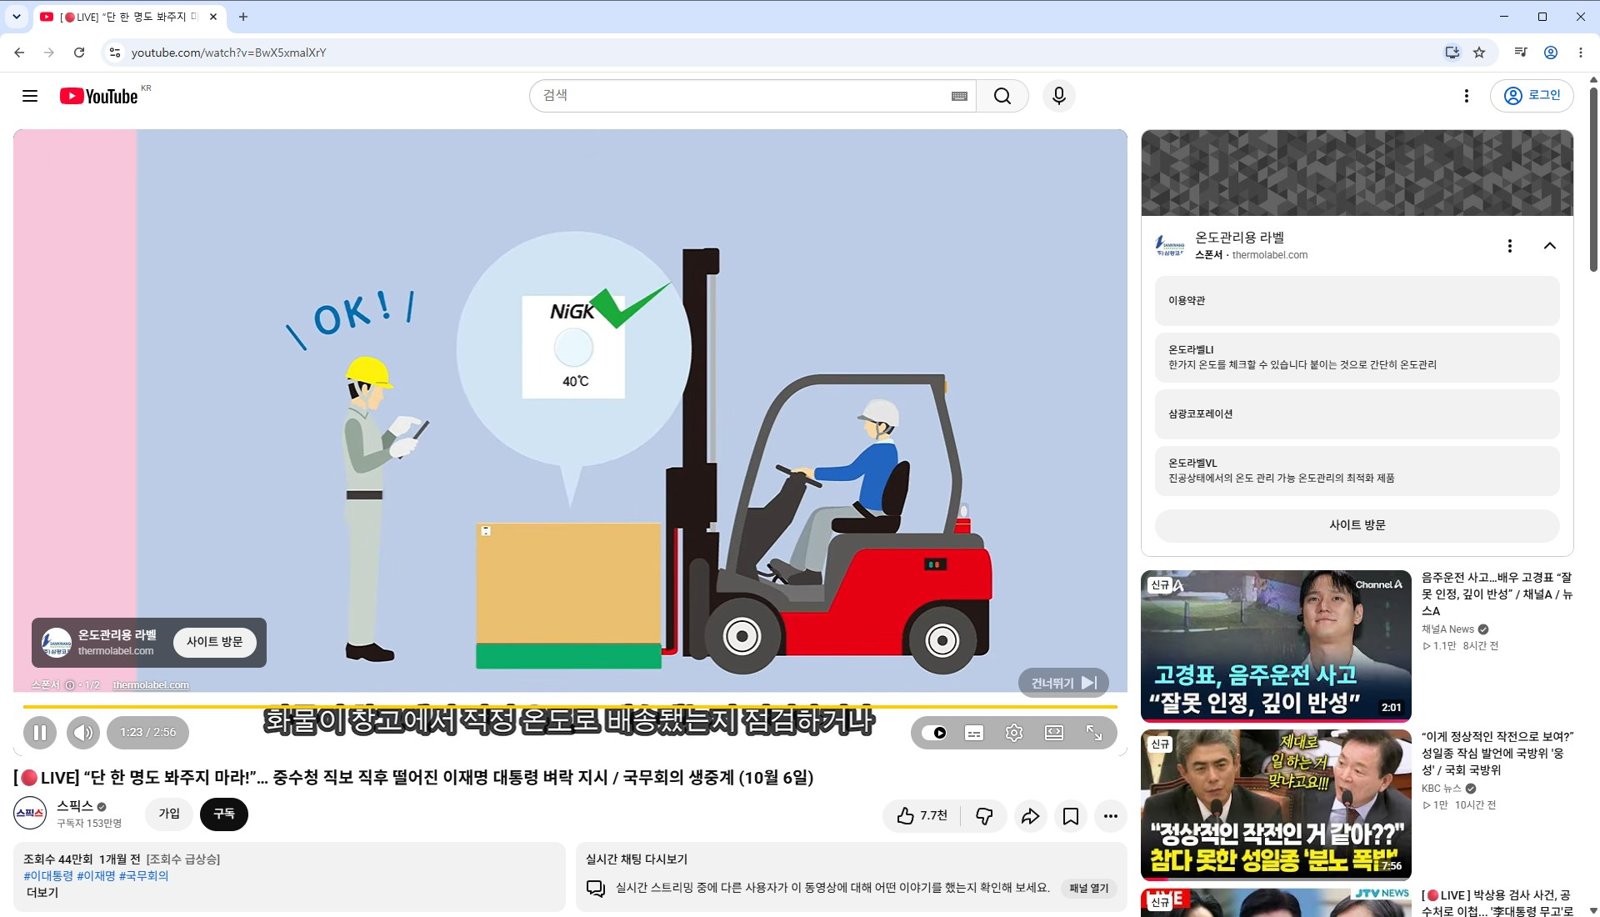 [🔴LIVE] “단 한 명도 봐주지 마
youtube.com/watch?v=BwX5xmalXrY
YouTube KR
검색
로그인
\ OK! /
NiGK
40℃
온도관리용 라벨
thermolabel.com
사이트 방문
스폰서 · 1/2 thermolabel.com
건너뛰기
화물이 창고에서 적정 온도로 배송됐는지 점검하거나
1:23 / 2:56
[🔴LIVE] “단 한 명도 봐주지 마라!”... 중수청 직보 직후 떨어진 이재명 대통령 벼락 지시 / 국무회의 생중계 (10월 6일)
스픽스
스픽스
구독자 153만명
가입
구독
7.7천
조회수 44만회 1개월 전 [조회수 급상승]
#이대통령 #이재명 #국무회의
더보기
실시간 채팅 다시보기
실시간 스트리밍 중에 다른 사용자가 이 동영상에 대해 어떤 이야기를 했는지 확인해 보세요.
패널 열기
온도관리용 라벨
스폰서 · thermolabel.com
이용약관
온도라벨LI
한가지 온도를 체크할 수 있습니다 붙이는 것으로 간단히 온도관리
삼광코포레이션
온도라벨VL
진공상태에서의 온도 관리 가능 온도관리의 최적화 제품
사이트 방문
신규
Channel A
고경표, 음주운전 사고
“잘못 인정, 깊이 반성”
2:01
음주운전 사고...배우 고경표 “잘
못 인정, 깊이 반성” / 채널A / 뉴
스A
채널A News
1.1만 8시간 전
신규
제대로
일 하는 거
맞냐고요!!!
"정상적인 작전인 거 같아??"
참다 못한 성일종 '분노 폭발'
7:56
“이게 정상적인 작전으로 보여?”
성일종 작심 발언에 국방위 '웅
성' / 국회 국방위
KBC 뉴스
1만 10시간 전
LIVE
신규
JTV NEWS
[🔴LIVE] 박상용 검사 사건, 공
수처로 이첩... '李대통령 무고'로